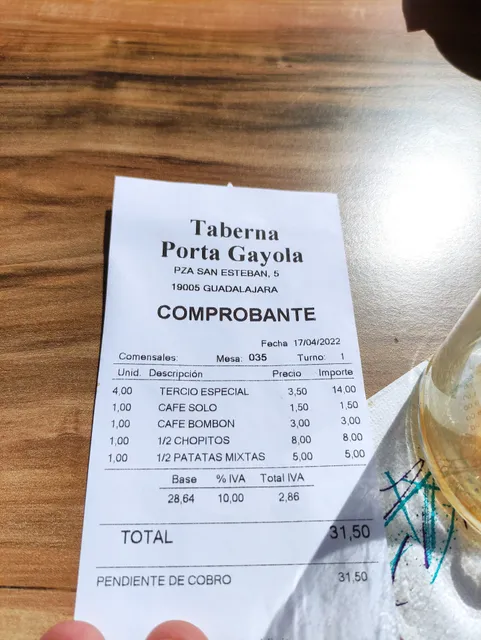 Taberna
Porta Gayola
PZA SAN ESTEBAN, 5
19005 GUADALAJARA
COMPROBANTE
Fecha 17/04/2022
Comensales: Mesa: 035 Turno: 1
Unid. Descripción Precio Importe
4,00 TERCIO ESPECIAL 3,50 14,00
1,00 CAFE SOLO 1,50 1,50
1,00 CAFE BOMBON 3,00 3,00
1,00 1/2 CHOPITOS 8,00 8,00
1,00 1/2 PATATAS MIXTAS 5,00 5,00
Base % IVA Total IVA
28,64 10,00 2,86
TOTAL 31,50
PENDIENTE DE COBRO 31,50